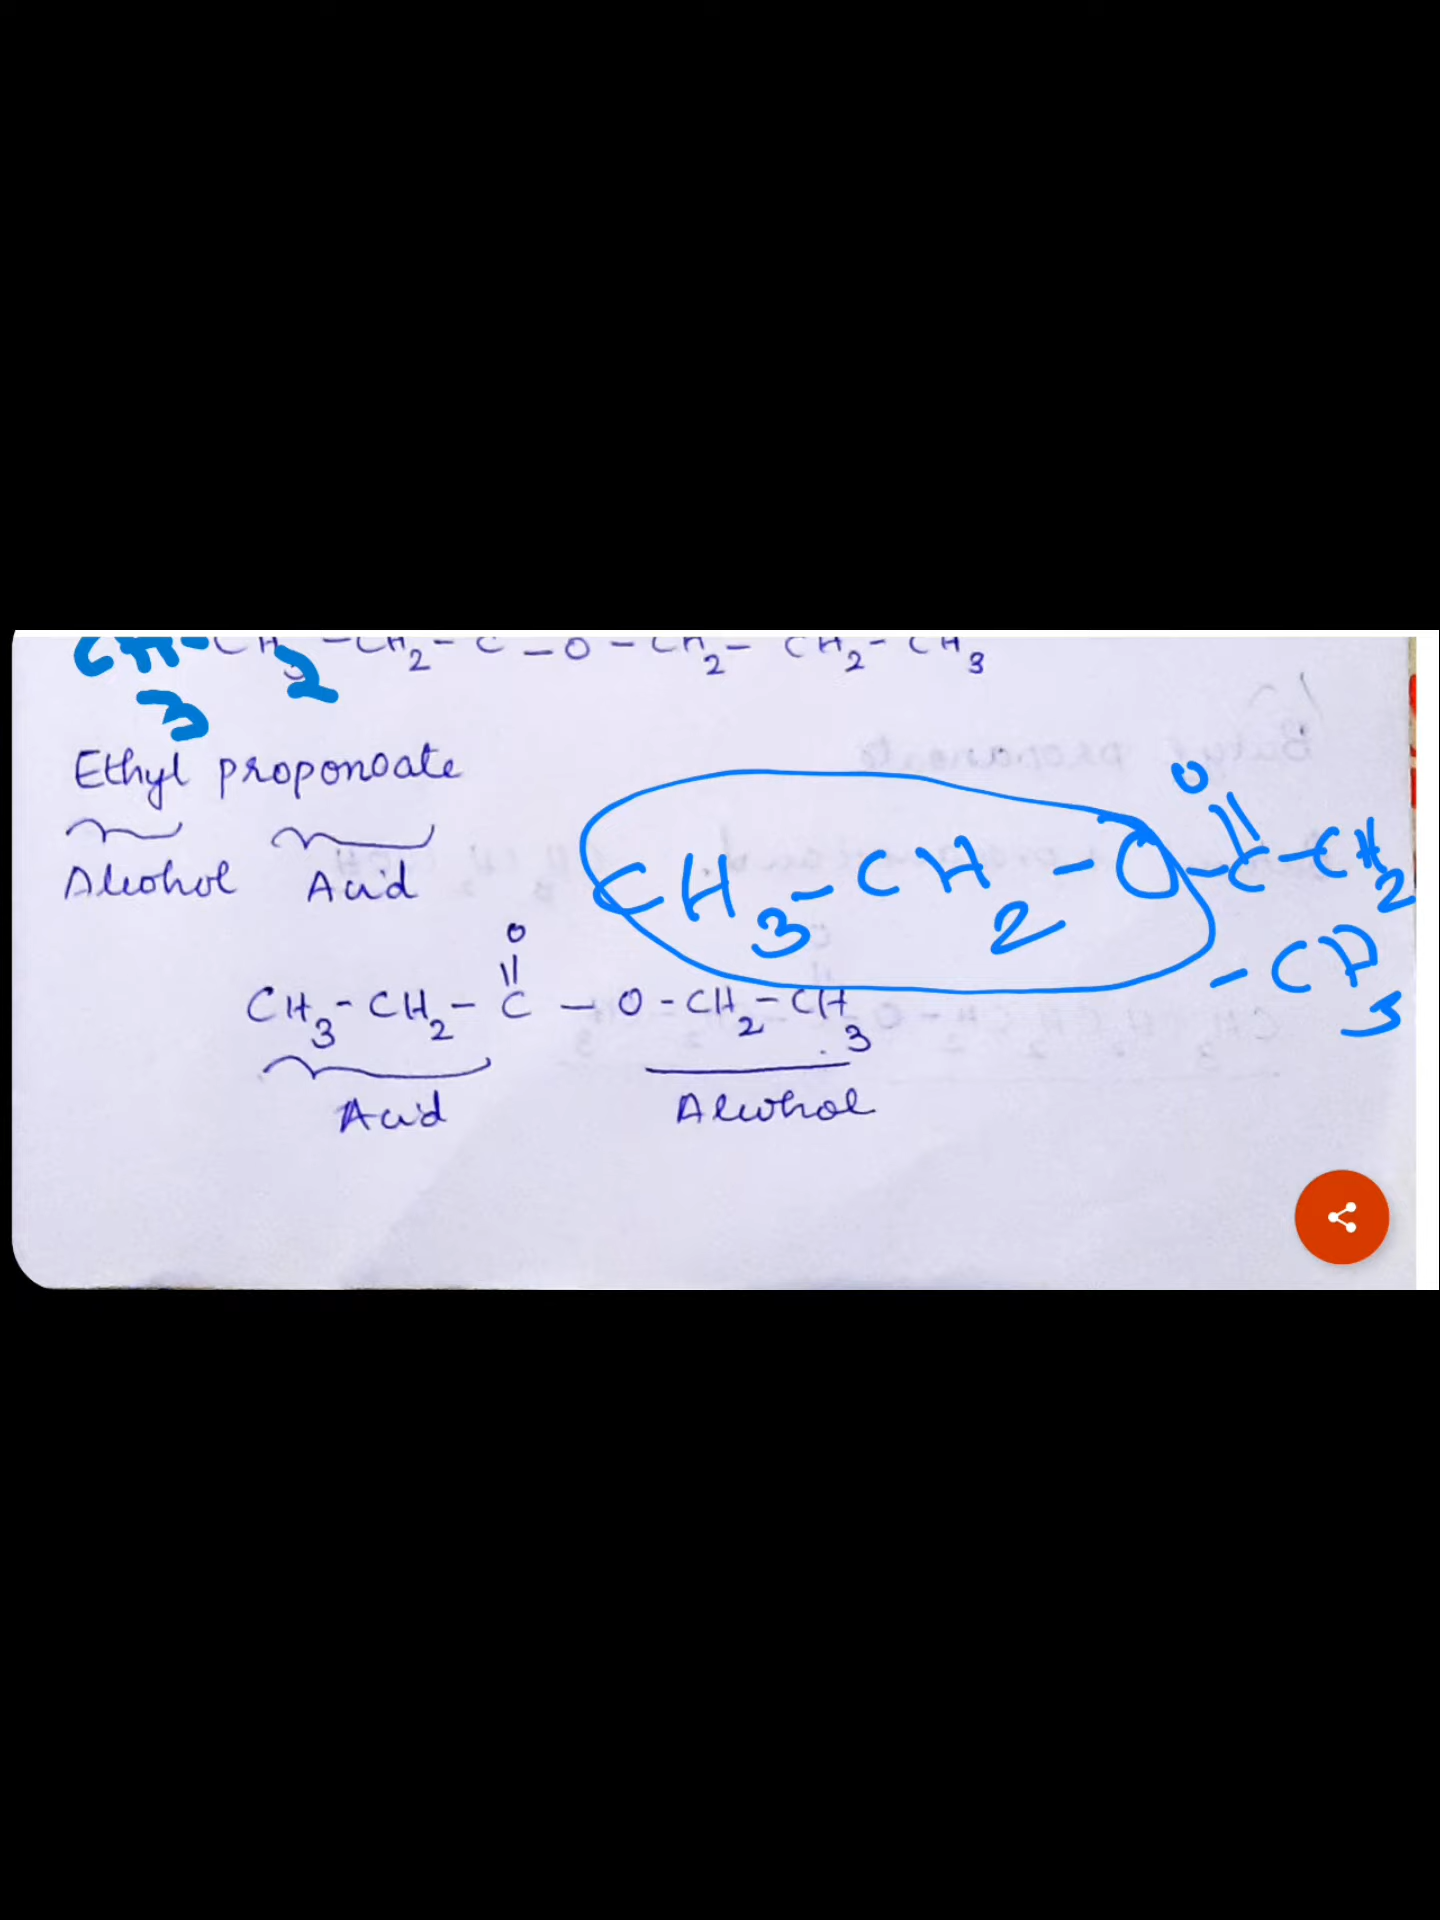 CH3-CH2-CH2-C-O-CH2-CH2-CH3
Ethyl proponoate
Alcohol Acid
O
CH3-CH2-O-C-CH2
-CH3
O
CH3-CH2-C-O-CH2-CH3
Acid Alcohol